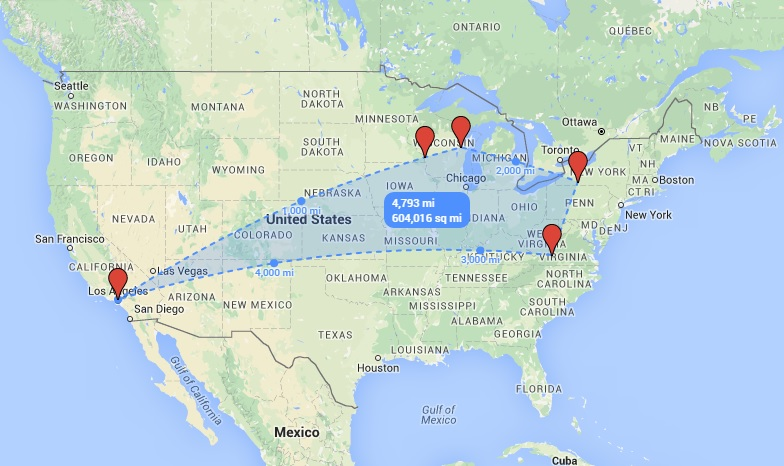 ONTARIO
QUÉBEC
Seattle
WASHINGTON
MONTANA
NORTH
DAKOTA
MINNESOTA
Ottawa
NB
PE
MAINE
NOVA SCOTIA
OREGON
IDAHO
WYOMING
SOUTH
DAKOTA
WISCONSIN
MICHIGAN
Toronto
VT
NH
NEW YORK
2,000 mi
Chicago
MA
Boston
CT
RI
IOWA
NEBRASKA
1,000 mi
NEVADA
UTAH
United States
4,793 mi
604,016 sq mi
OHIO
PENN
New York
INDIANA
MD
DE
NJ
San Francisco
COLORADO
KANSAS
MISSOURI
WEST
VIRGINIA
VIRGINIA
KENTUCKY
3,000 mi
CALIFORNIA
Las Vegas
4,000 mi
Los Angeles
ARIZONA
NEW MEXICO
OKLAHOMA
TENNESSEE
NORTH
CAROLINA
ARKANSAS
San Diego
MISSISSIPPI
SOUTH
CAROLINA
ALABAMA
GEORGIA
TEXAS
LOUISIANA
Houston
Gulf of California
FLORIDA
Gulf of
Mexico
Mexico
Cuba